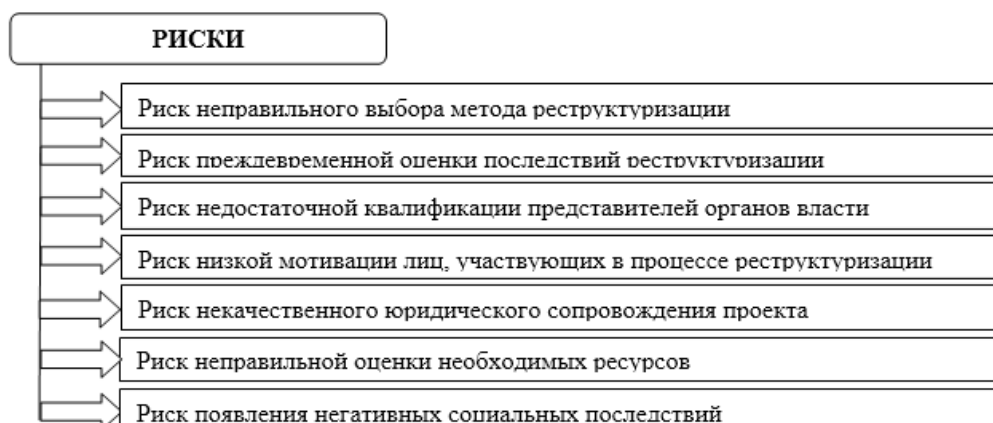 РИСКИ
Риск неправильного выбора метода реструктуризации
Риск преждевременной оценки последствий реструктуризации
Риск недостаточной квалификации представителей органов власти
Риск низкой мотивации лиц, участвующих в процессе реструктуризации
Риск некачественного юридического сопровождения проекта
Риск неправильной оценки необходимых ресурсов
Риск появления негативных социальных последствий